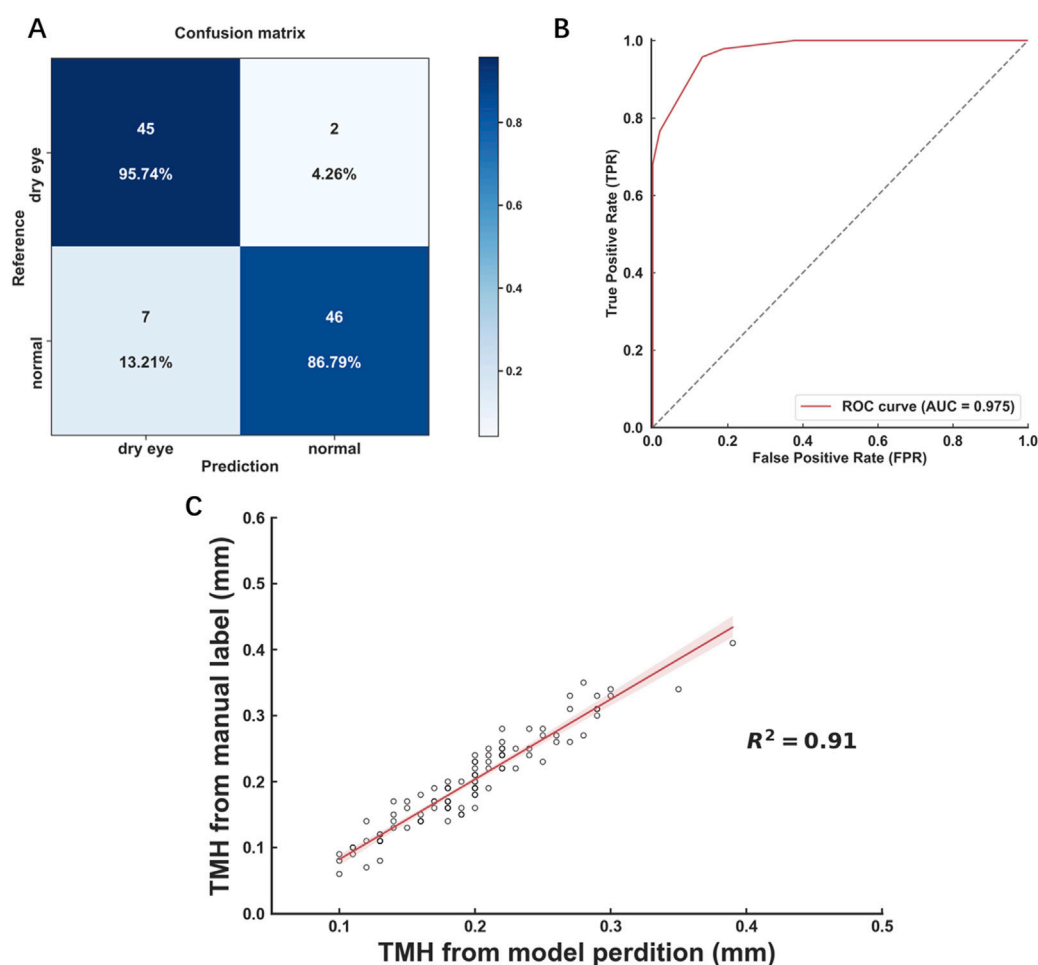 A
Confusion matrix
45
2
95.74%
4.26%
7
46
13.21%
86.79%
dry eye
normal
Reference
dry eye
normal
Prediction
0.8
0.6
0.4
0.2
B
1.0
0.8
0.6
0.4
0.2
0.0
True Positive Rate (TPR)
ROC curve (AUC = 0.975)
0.0
0.2
0.4
0.6
0.8
1.0
False Positive Rate (FPR)
C
0.6
0.5
0.4
0.3
0.2
0.1
0.0
TMH from manual label (mm)
R² = 0.91
0.1
0.2
0.3
0.4
0.5
TMH from model perdition (mm)